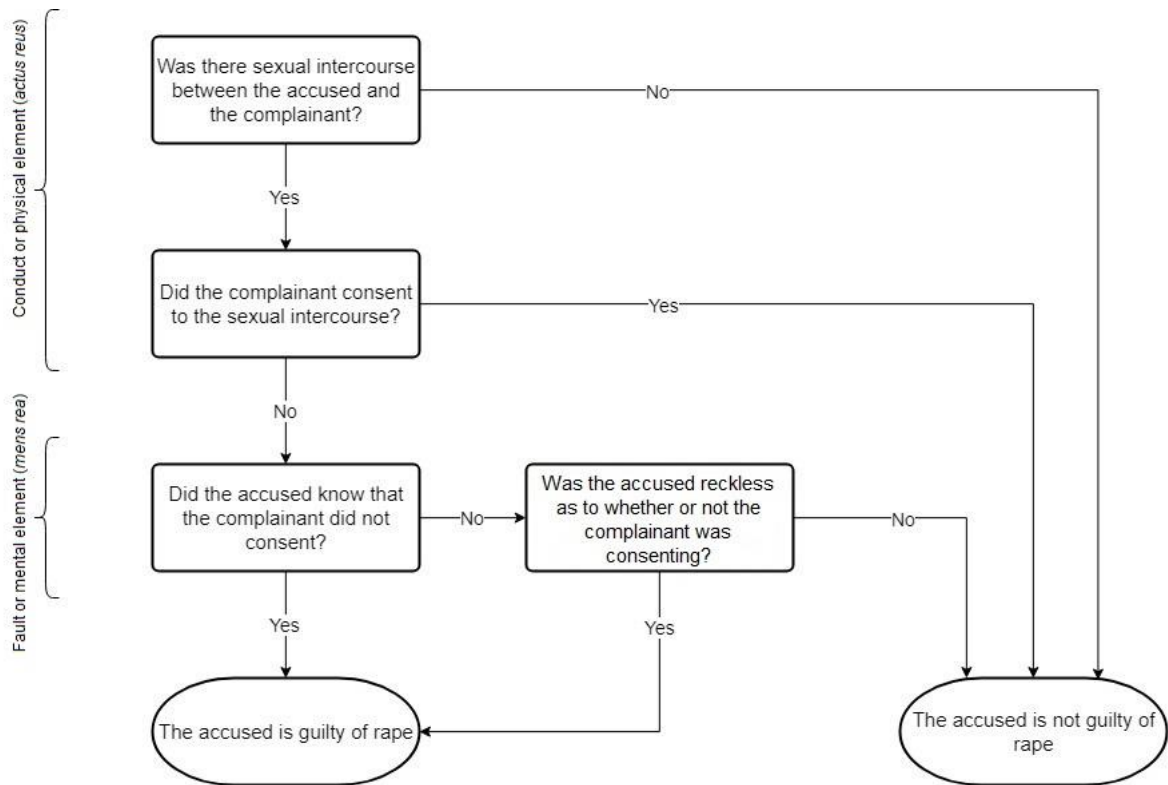 Conduct or physical element (actus reus)
Was there sexual intercourse
between the accused and
the complainant?
No
Yes
Did the complainant consent
to the sexual intercourse?
Yes
No
Fault or mental element (mens rea)
Did the accused know that
the complainant did not
consent?
No
Was the accused reckless
as to whether or not the
complainant was
consenting?
No
Yes
Yes
The accused is guilty of rape
The accused is not guilty of
rape